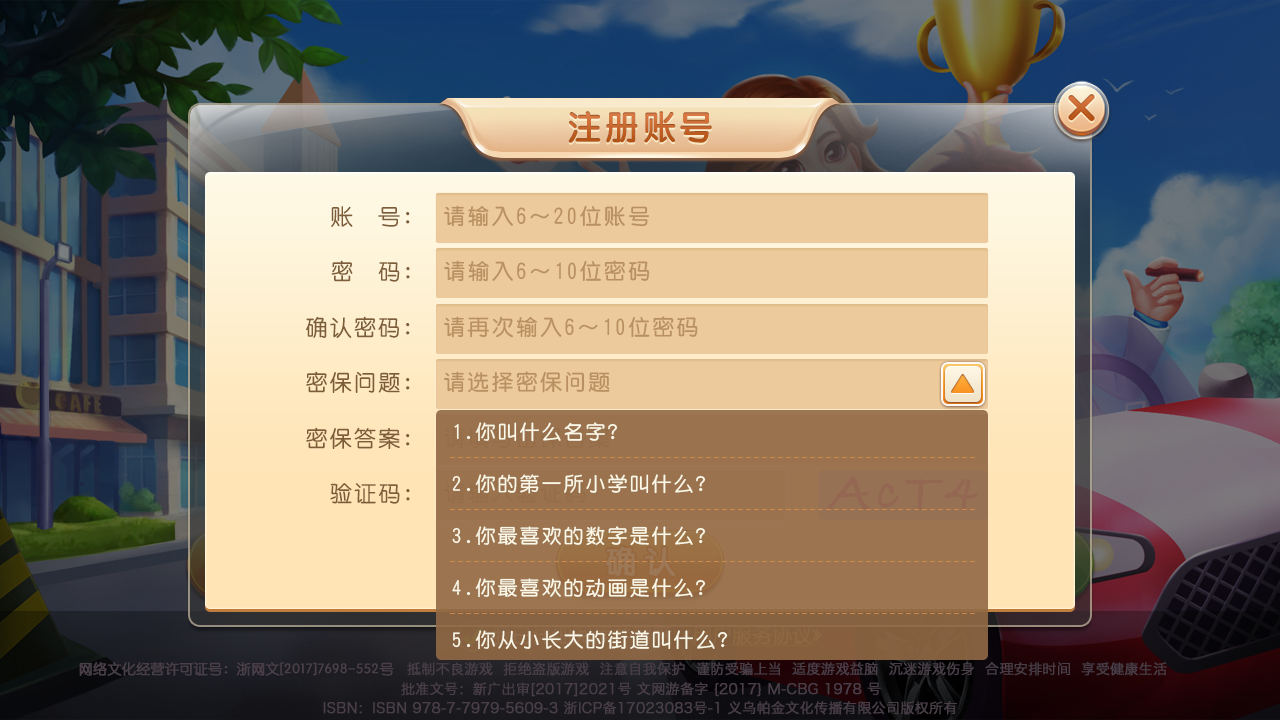 注册账号
账 号：
请输入6～20位账号
密 码：
请输入6～10位密码
确认密码：
请再次输入6～10位密码
密保问题：
请选择密保问题
密保答案：
验证码：
1.你叫什么名字？
2.你的第一所小学叫什么？
AcT4
3.你最喜欢的数字是什么？
确认
4.你最喜欢的动画是什么？
5.你从小长大的街道叫什么？
服务协议》
CAFE
网络文化经营许可证号：浙网文[2017]7698-552号 抵制不良游戏 拒绝盗版游戏 注意自我保护 谨防受骗上当 适度游戏益脑 沉迷游戏伤身 合理安排时间 享受健康生活
批准文号：新广出审[2017]2021号 文网游备字 [2017] M-CBG 1978 号
ISBN：ISBN 978-7-7979-5609-3 浙ICP备17023083号-1 义乌帕金文化传播有限公司版权所有